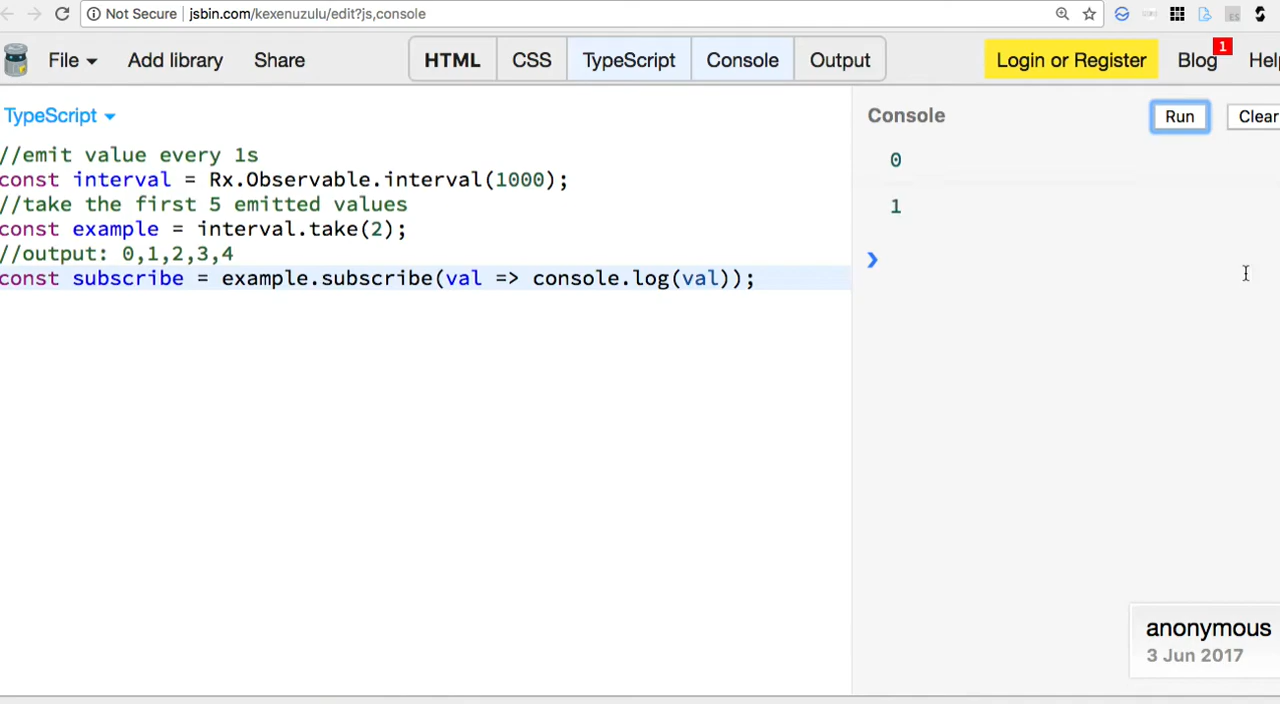 Not Secure | jsbin.com/kexenuzulu/edit?js,console
File Add library Share HTML CSS TypeScript Console Output Login or Register Blog 1 Hel
TypeScript
Console Run Clear
//emit value every 1s
const interval = Rx.Observable.interval(1000);
//take the first 5 emitted values
const example = interval.take(2);
//output: 0,1,2,3,4
const subscribe = example.subscribe(val => console.log(val));
0
1
anonymous
3 Jun 2017